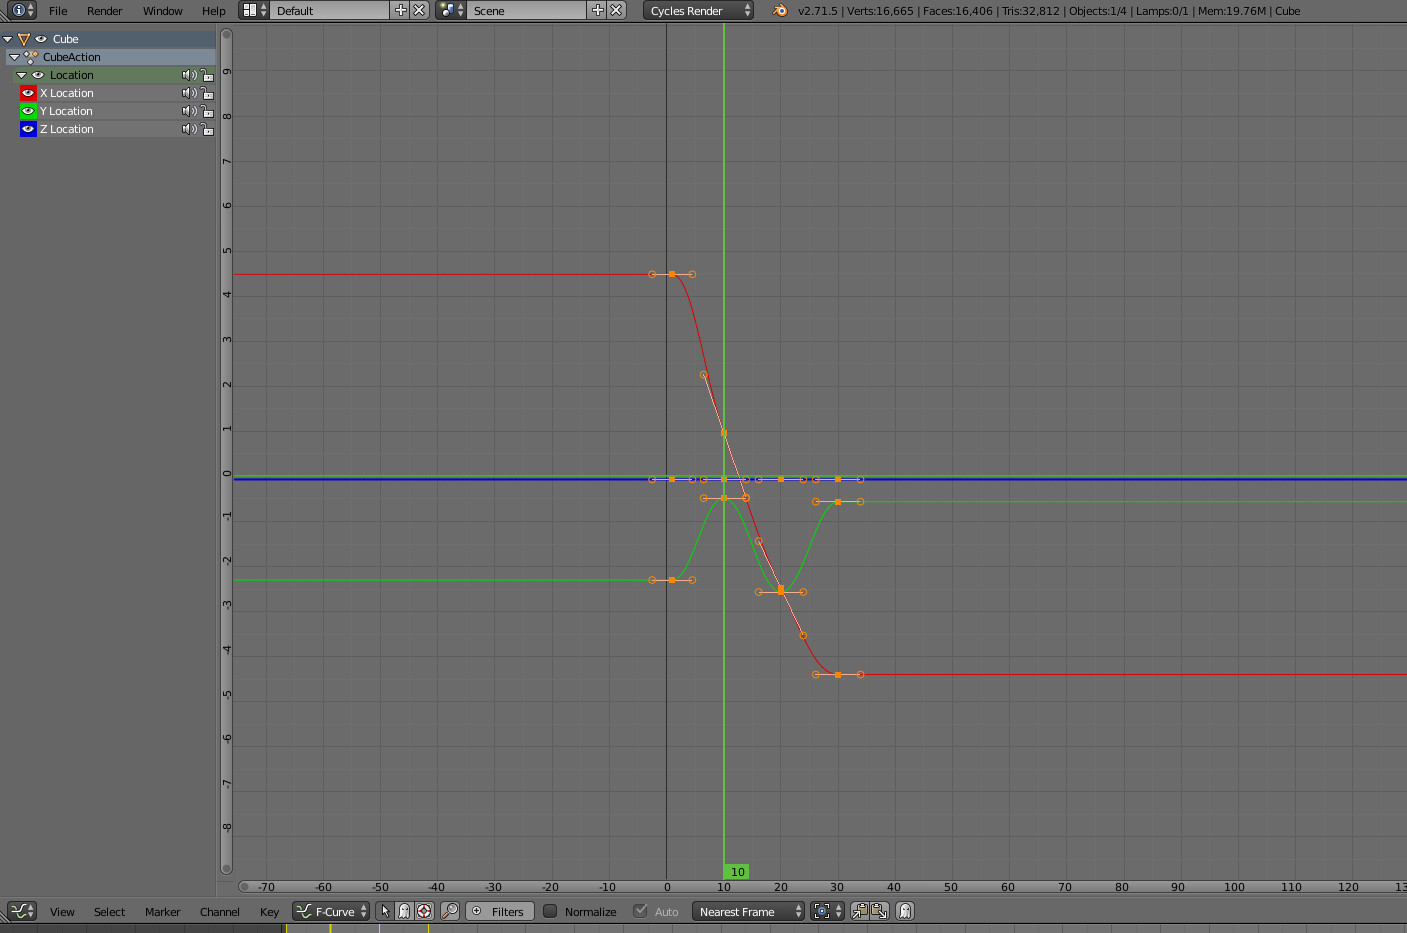 File Render Window Help Default Scene Cycles Render v2.71.5 | Verts:16,665 | Faces:16,406 | Tris:32,812 | Objects:1/4 | Lamps:0/1 | Mem:19.76M | Cube
Cube
CubeAction
Location
X Location
Y Location
Z Location
9
8
7
6
5
4
3
2
1
0
-1
-2
-3
-4
-5
-6
-7
-8
10
-70 -60 -50 -40 -30 -20 -10 0 10 20 30 40 50 60 70 80 90 100 110 120 13
View Select Marker Channel Key F-Curve Filters Normalize Auto Nearest Frame